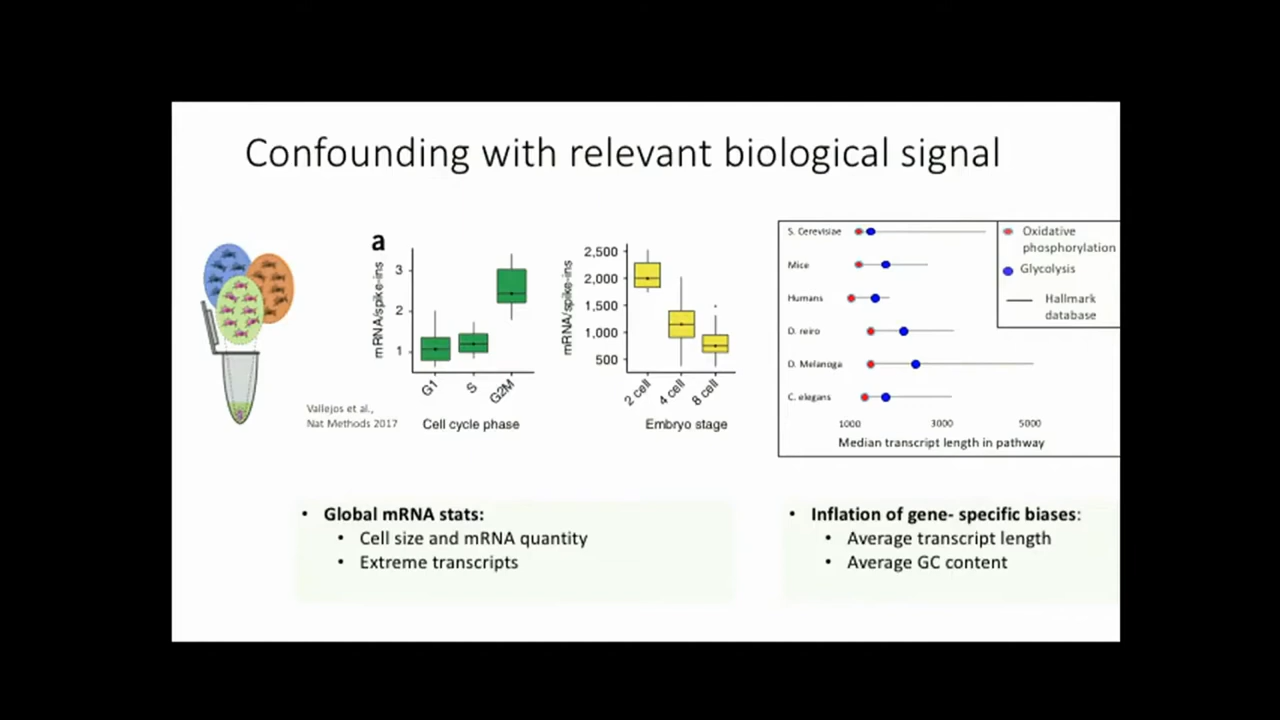 Confounding with relevant biological signal
a
mRNA/spike-ins
3
2
1
G1
S
G2M
Cell cycle phase
Vallejos et al.,
Nat Methods 2017
mRNA/spike-ins
2,500
2,000
1,500
1,000
500
2 cell
4 cell
8 cell
Embryo stage
S. Cerevisiae
Mice
Humans
D. reiro
D. Melanoga
C. elegans
1000
3000
5000
Median transcript length in pathway
Oxidative
phosphorylation
Glycolysis
Hallmark
database
• Global mRNA stats:
• Cell size and mRNA quantity
• Extreme transcripts
• Inflation of gene- specific biases:
• Average transcript length
• Average GC content